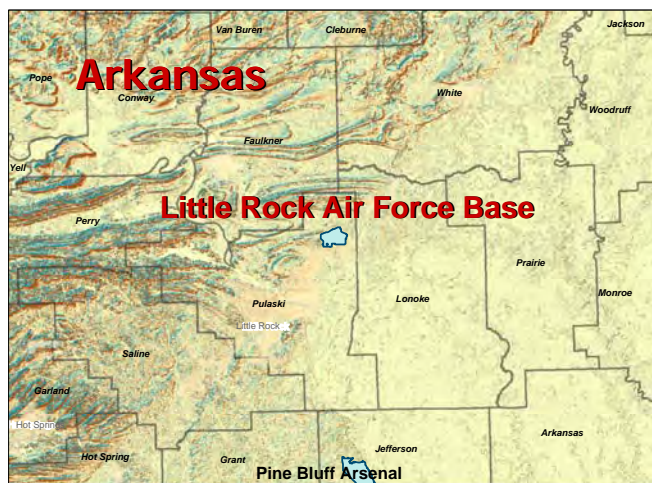 Van Buren
Cleburne
Jackson
Arkansas
Pope
Conway
White
Woodruff
Faulkner
Yell
Little Rock Air Force Base
Perry
Prairie
Monroe
Pulaski
Lonoke
Little Rock
Saline
Garland
Hot Spring
Arkansas
Jefferson
Hot Spring
Grant
Pine Bluff Arsenal